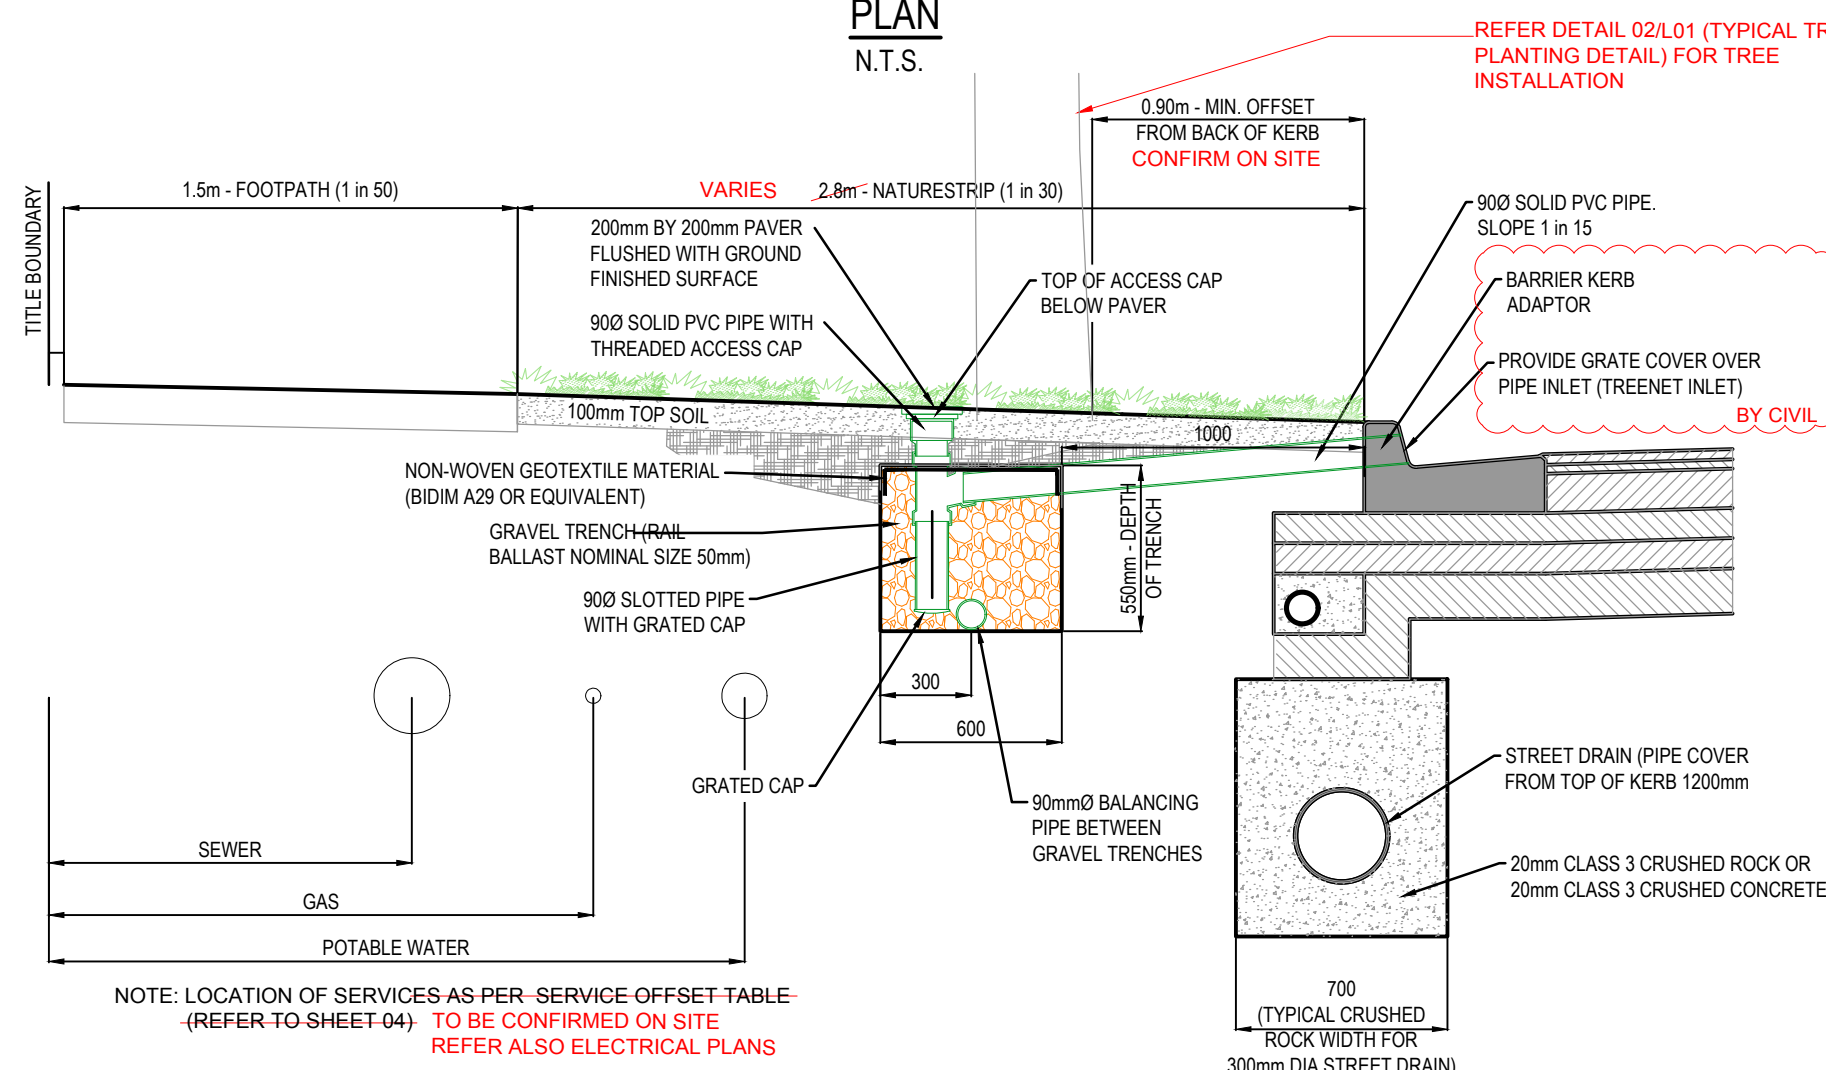 PLAN
N.T.S.
REFER DETAIL 02/L01 (TYPICAL
PLANTING DETAIL) FOR TREE
INSTALLATION
0.90m - MIN. OFFSET
FROM BACK OF KERB
CONFIRM ON SITE
TITLE BOUNDARY
1.5m - FOOTPATH (1 in 50)
VARIES
2.8m - NATURESTRIP (1 in 30)
200mm BY 200mm PAVER
FLUSHED WITH GROUND
FINISHED SURFACE
90Ø SOLID PVC PIPE.
SLOPE 1 in 15
TOP OF ACCESS CAP
BELOW PAVER
BARRIER KERB
ADAPTOR
90Ø SOLID PVC PIPE WITH
THREADED ACCESS CAP
PROVIDE GRATE COVER OVER
PIPE INLET (TREENET INLET)
BY CIVIL
100mm TOP SOIL
1000
NON-WOVEN GEOTEXTILE MATERIAL
(BIDIM A29 OR EQUIVALENT)
GRAVEL TRENCH (RAIL
BALLAST NOMINAL SIZE 50mm)
550mm - DEPTH
OF TRENCH
90Ø SLOTTED PIPE
WITH GRATED CAP
300
600
GRATED CAP
90mmØ BALANCING
PIPE BETWEEN
GRAVEL TRENCHES
STREET DRAIN (PIPE COVER
FROM TOP OF KERB 1200mm
20mm CLASS 3 CRUSHED ROCK OR
20mm CLASS 3 CRUSHED CONCRETE
SEWER
GAS
POTABLE WATER
NOTE: LOCATION OF SERVICES AS PER SERVICE OFFSET TABLE
(REFER TO SHEET 04) TO BE CONFIRMED ON SITE
REFER ALSO ELECTRICAL PLANS
700
(TYPICAL CRUSHED
ROCK WIDTH FOR
300mm DIA STREET DRAIN)